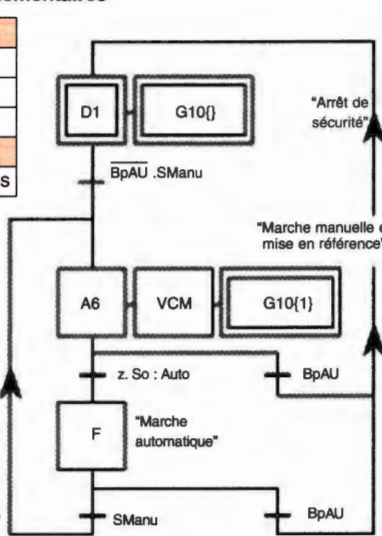 D1
G10{}
"Arrêt de
sécurité"
BpAU .SManu
"Marche manuelle e
mise en référence"
A6
VCM
G10{1}
z. So : Auto
BpAU
F
"Marche
automatique"
SManu
BpAU